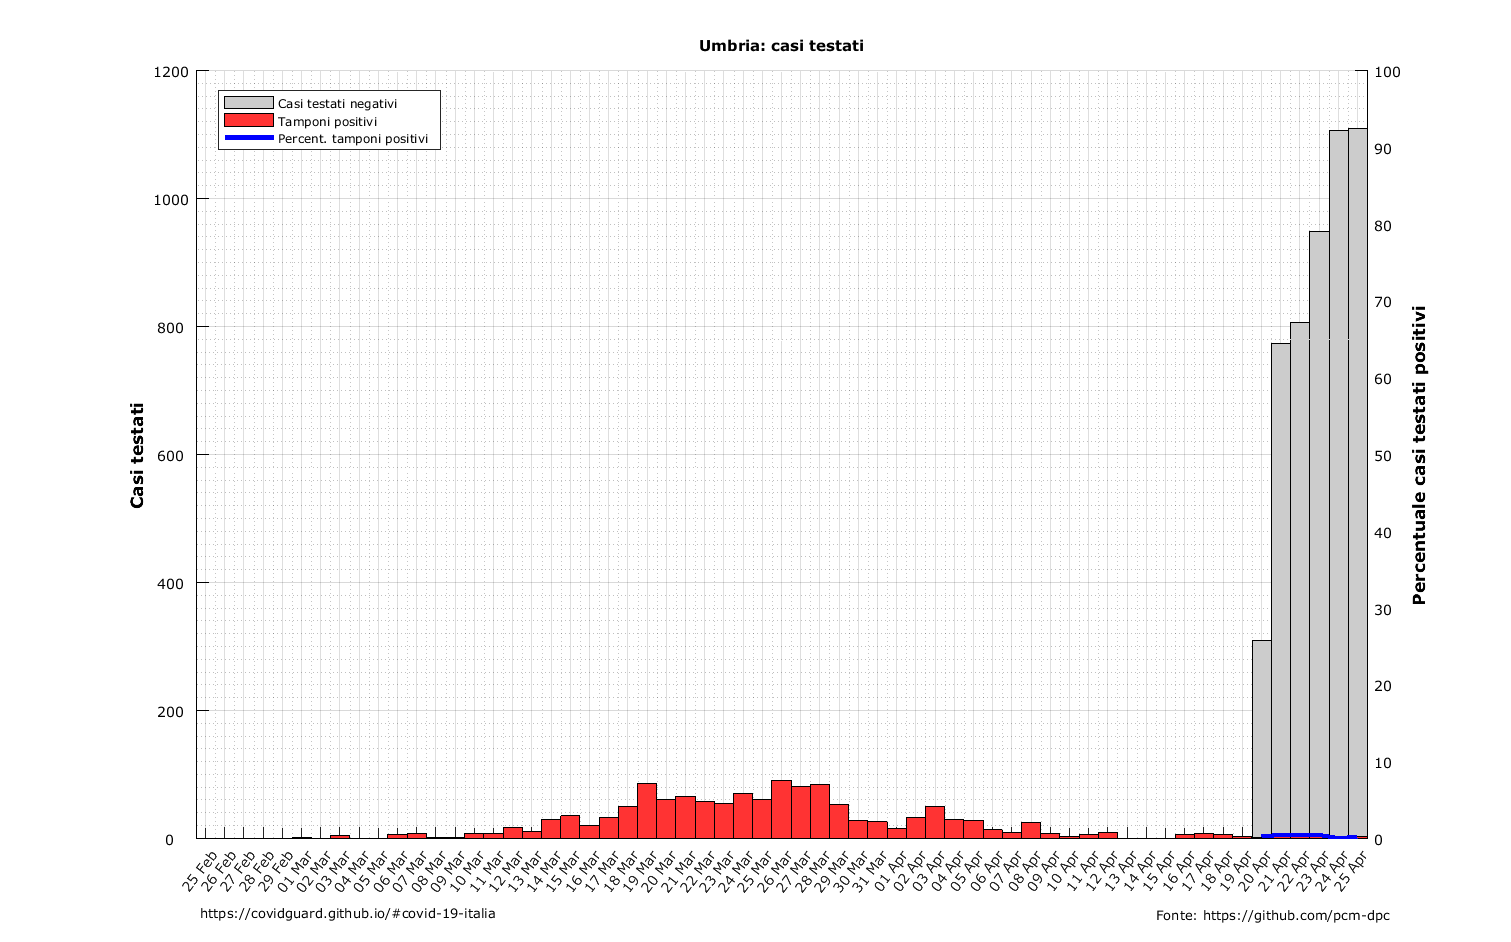 Umbria: casi testati
Casi testati negativi
Tamponi positivi
Percent. tamponi positivi
Casi testati
1200
1000
800
600
400
200
0
100
90
80
70
60
50
40
30
20
10
0
Percentuale casi testati positivi
25 Feb
26 Feb
27 Feb
28 Feb
29 Feb
01 Mar
02 Mar
03 Mar
04 Mar
05 Mar
06 Mar
07 Mar
08 Mar
09 Mar
10 Mar
11 Mar
12 Mar
13 Mar
14 Mar
15 Mar
16 Mar
17 Mar
18 Mar
19 Mar
20 Mar
21 Mar
22 Mar
23 Mar
24 Mar
25 Mar
26 Mar
27 Mar
28 Mar
29 Mar
30 Mar
31 Mar
01 Apr
02 Apr
03 Apr
04 Apr
05 Apr
06 Apr
07 Apr
08 Apr
09 Apr
10 Apr
11 Apr
12 Apr
13 Apr
14 Apr
15 Apr
16 Apr
17 Apr
18 Apr
19 Apr
20 Apr
21 Apr
22 Apr
23 Apr
24 Apr
25 Apr
https://covidguard.github.io/#covid-19-italia
Fonte: https://github.com/pcm-dpc